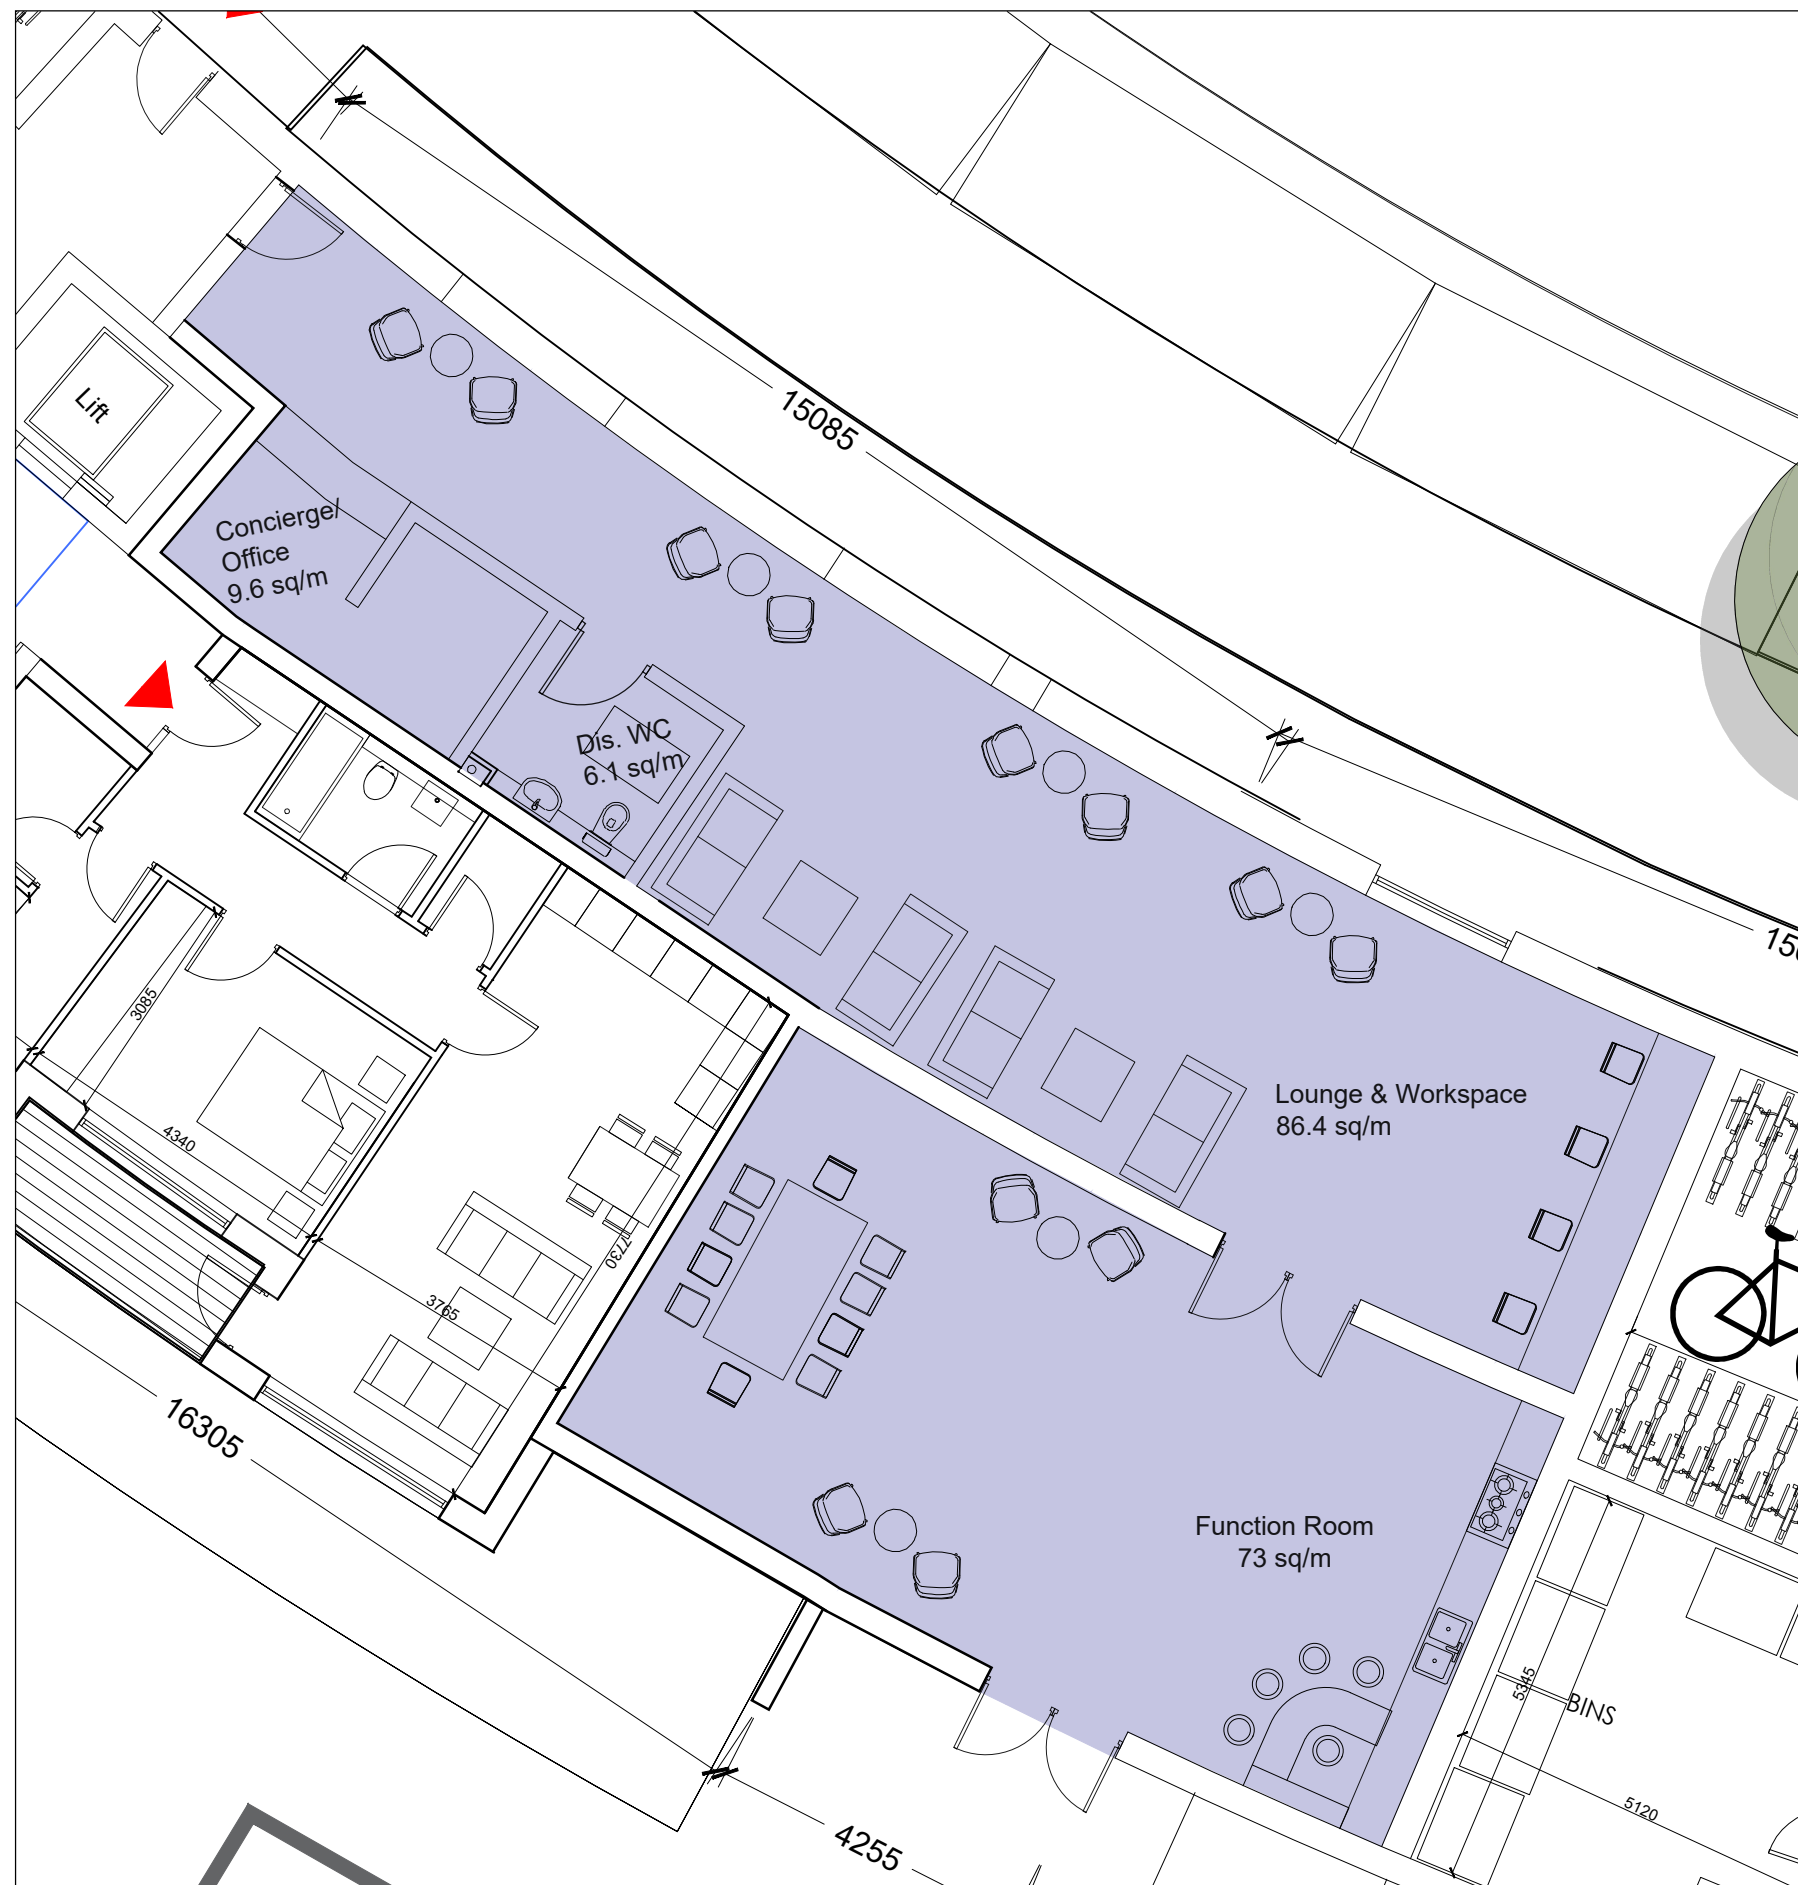 15085
Lift
Concierge/
Office
9.6 sq/m
Dis. WC
6.1 sq/m
3085
4340
Lounge & Workspace
86.4 sq/m
7730
3765
16305
Function Room
73 sq/m
5345
BINS
5120
4255